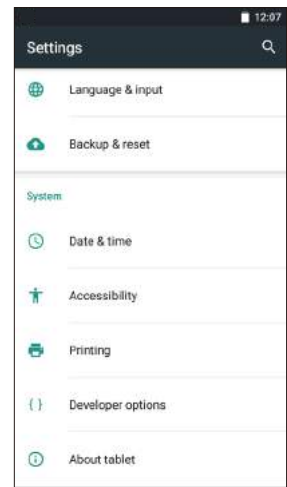 12:07
Settings
Language & input
Backup & reset
System
Date & time
Accessibility
Printing
{ } Developer options
About tablet